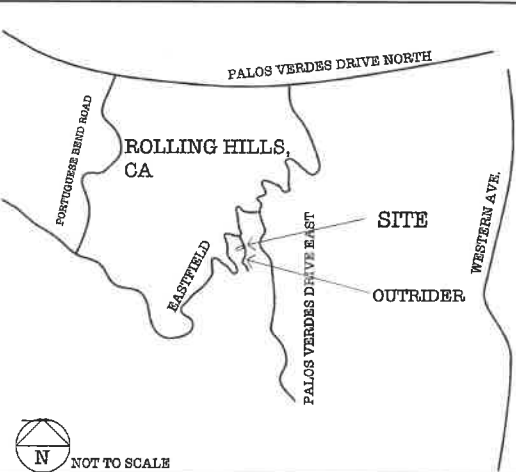 PALOS VERDES DRIVE NORTH
PORTUGUESE BEND ROAD
ROLLING HILLS,
CA
WESTERN AVE.
SITE
PALOS VERDES DRIVE EAST
EASTFIELD
OUTRIDER
N
NOT TO SCALE